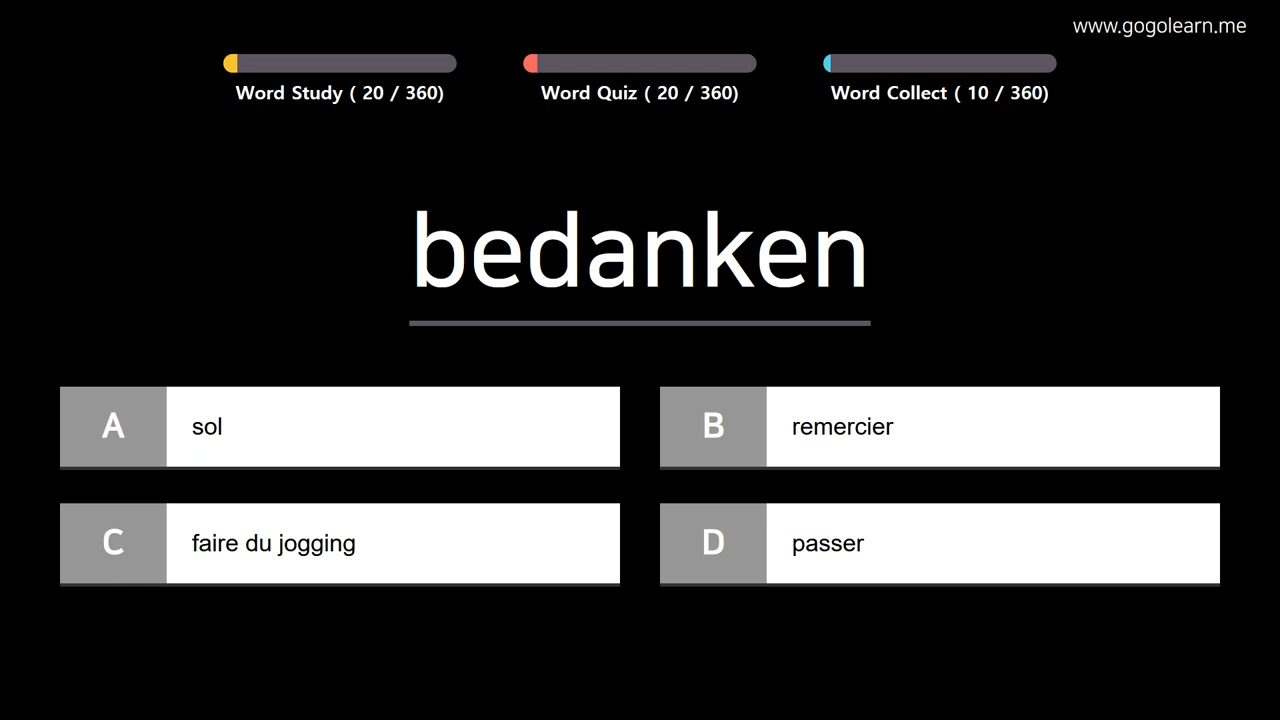 www.gogolearn.me
Word Study ( 20 / 360)
Word Quiz ( 20 / 360)
Word Collect ( 10 / 360)
bedanken
A sol
B remercier
C faire du jogging
D passer